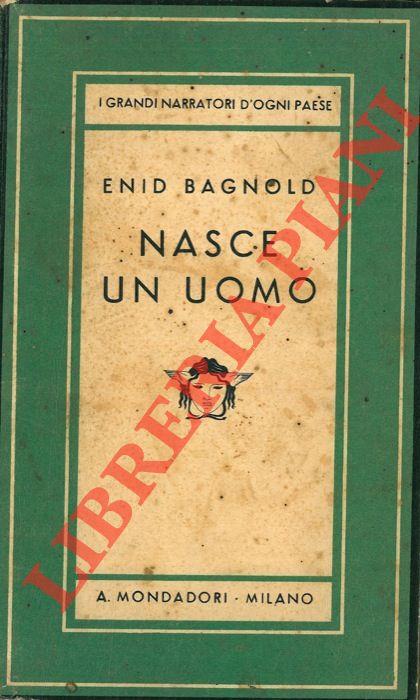 I GRANDI NARRATORI D'OGNI PAESE
ENID BAGNOLD
NASCE
UN UOMO
LIBRERIA PIANI
A. MONDADORI - MILANO